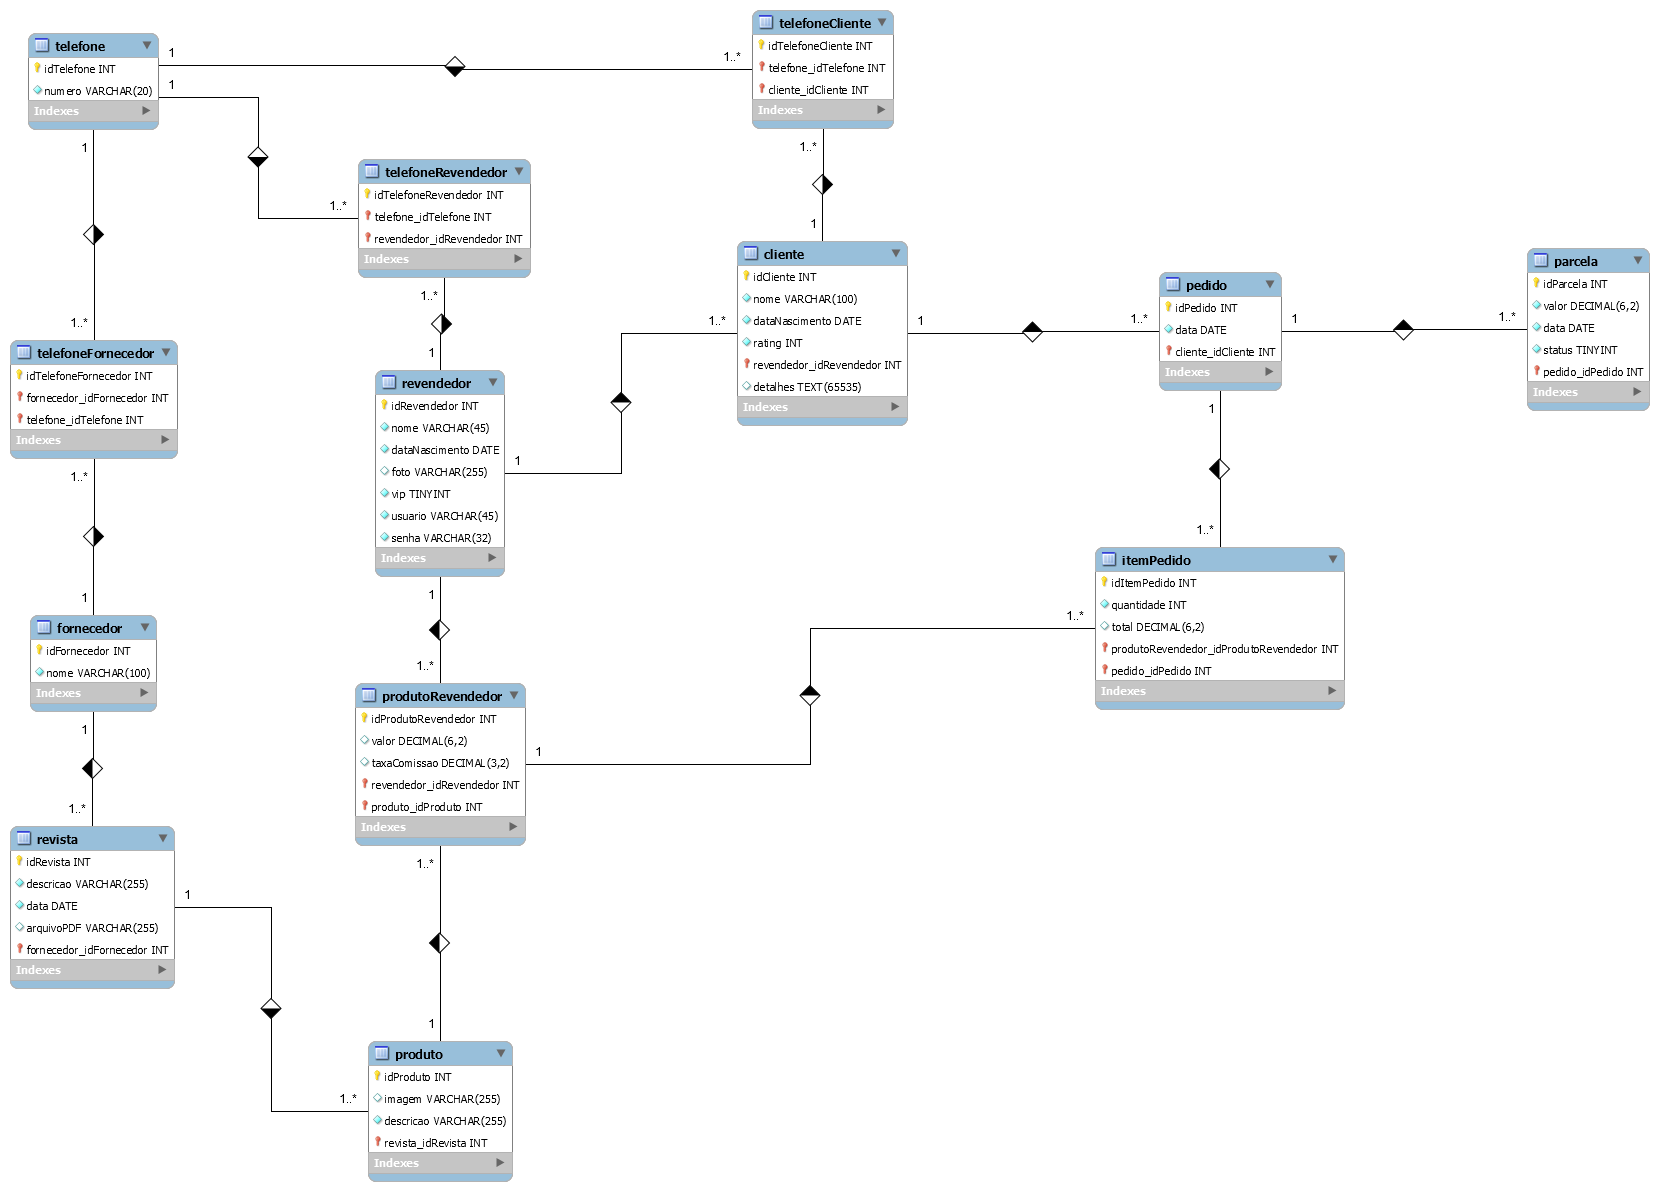 telefone
idTelefone INT
numero VARCHAR(20)
Indexes
1
1
1
1..*
1..*
1..*
telefoneCliente
idTelefoneCliente INT
telefone_idTelefone INT
cliente_idCliente INT
Indexes
1..*
1
telefoneRevendedor
idTelefoneRevendedor INT
telefone_idTelefone INT
revendedor_idRevendedor INT
Indexes
1..*
1
telefoneFornecedor
idTelefoneFornecedor INT
fornecedor_idFornecedor INT
telefone_idTelefone INT
Indexes
1..*
1
cliente
idCliente INT
nome VARCHAR(100)
dataNascimento DATE
rating INT
revendedor_idRevendedor INT
detalhes TEXT(65535)
Indexes
1..*
1
1..*
pedido
idPedido INT
data DATE
cliente_idCliente INT
Indexes
1
1..*
1
1..*
parcela
idParcela INT
valor DECIMAL(6,2)
data DATE
status TINYINT
pedido_idPedido INT
Indexes
revendedor
idRevendedor INT
nome VARCHAR(45)
dataNascimento DATE
foto VARCHAR(255)
vip TINYINT
usuario VARCHAR(45)
senha VARCHAR(32)
Indexes
1
1
1..*
itemPedido
idItemPedido INT
quantidade INT
total DECIMAL(6,2)
produtoRevendedor_idProdutoRevendedor INT
pedido_idPedido INT
Indexes
1..*
fornecedor
idFornecedor INT
nome VARCHAR(100)
Indexes
1
1..*
produtoRevendedor
idProdutoRevendedor INT
valor DECIMAL(6,2)
taxaComissao DECIMAL(3,2)
revendedor_idRevendedor INT
produto_idProduto INT
Indexes
1
1..*
1
revista
idRevista INT
descricao VARCHAR(255)
data DATE
arquivoPDF VARCHAR(255)
fornecedor_idFornecedor INT
Indexes
1
1..*
produto
idProduto INT
imagem VARCHAR(255)
descricao VARCHAR(255)
revista_idRevista INT
Indexes